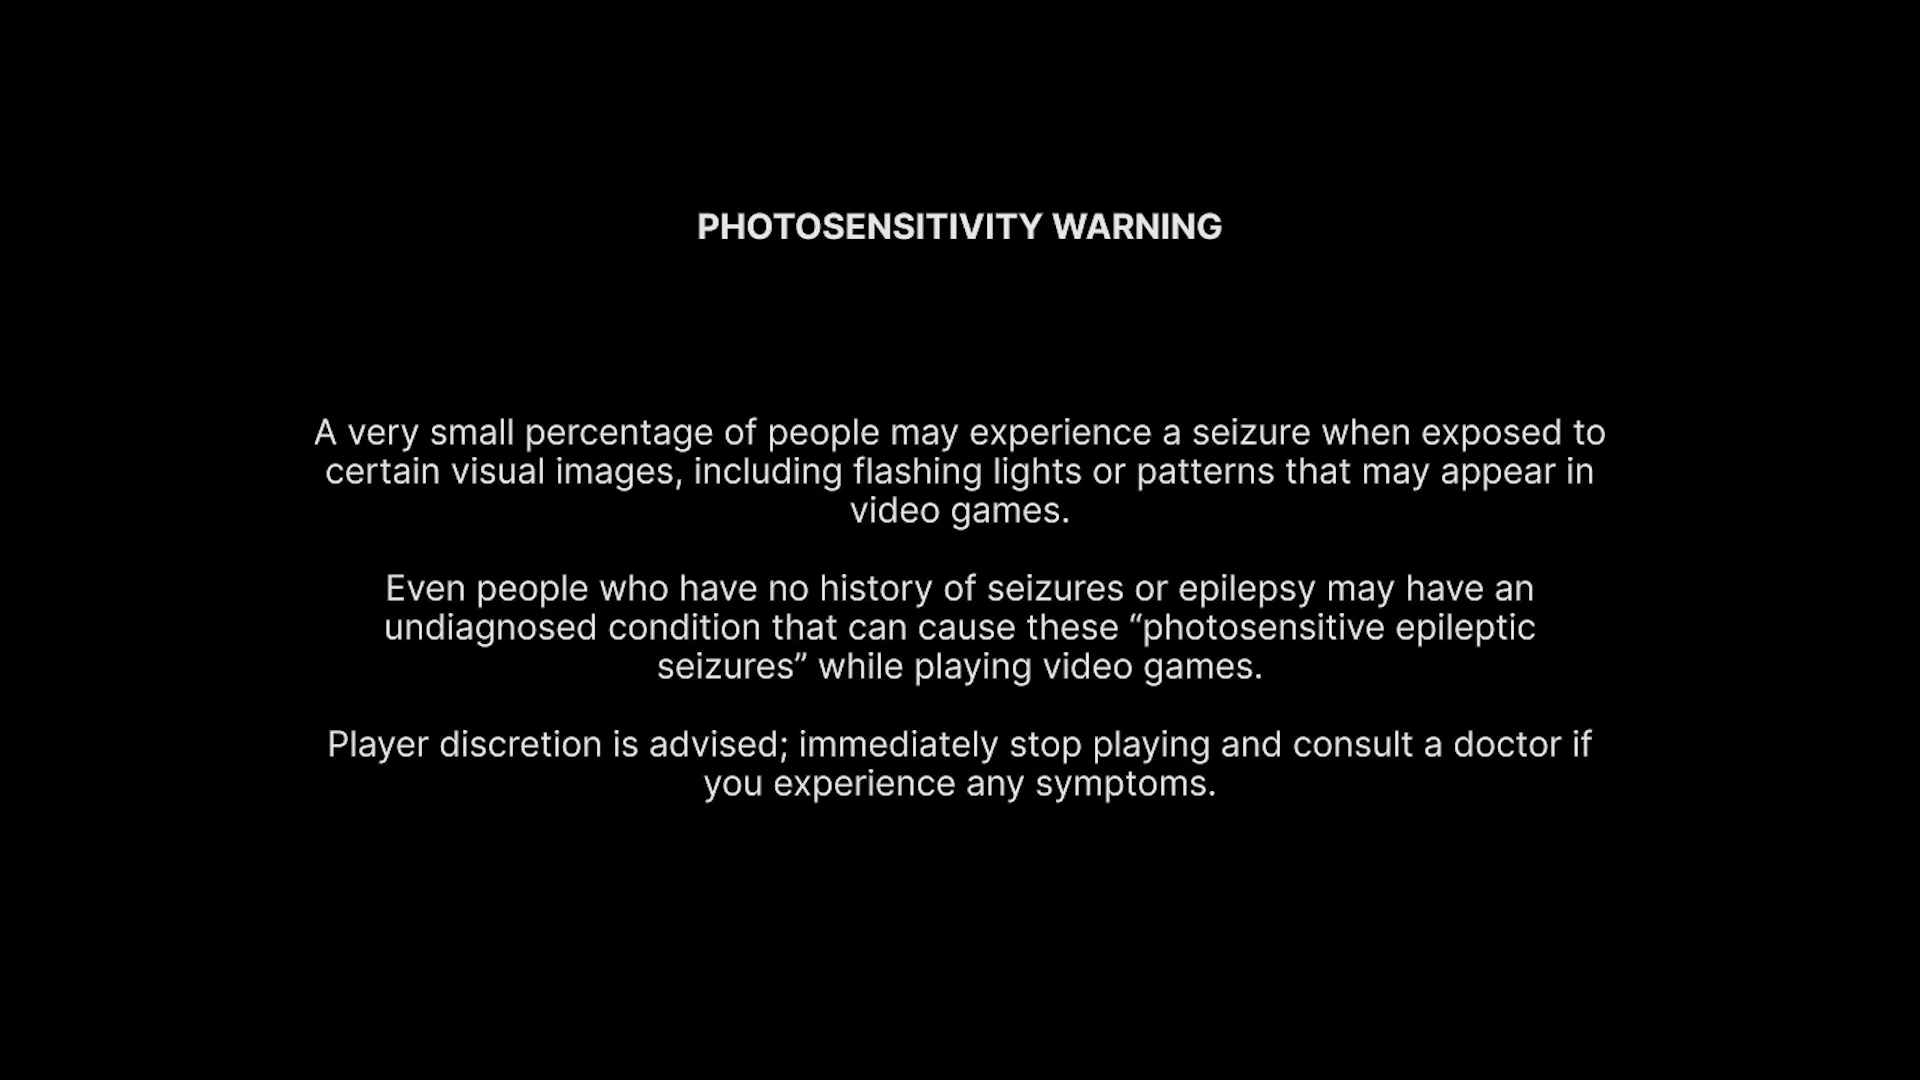 PHOTOSENSITIVITY WARNING
A very small percentage of people may experience a seizure when exposed to
certain visual images, including flashing lights or patterns that may appear in
video games.
Even people who have no history of seizures or epilepsy may have an
undiagnosed condition that can cause these “photosensitive epileptic
seizures” while playing video games.
Player discretion is advised; immediately stop playing and consult a doctor if
you experience any symptoms.